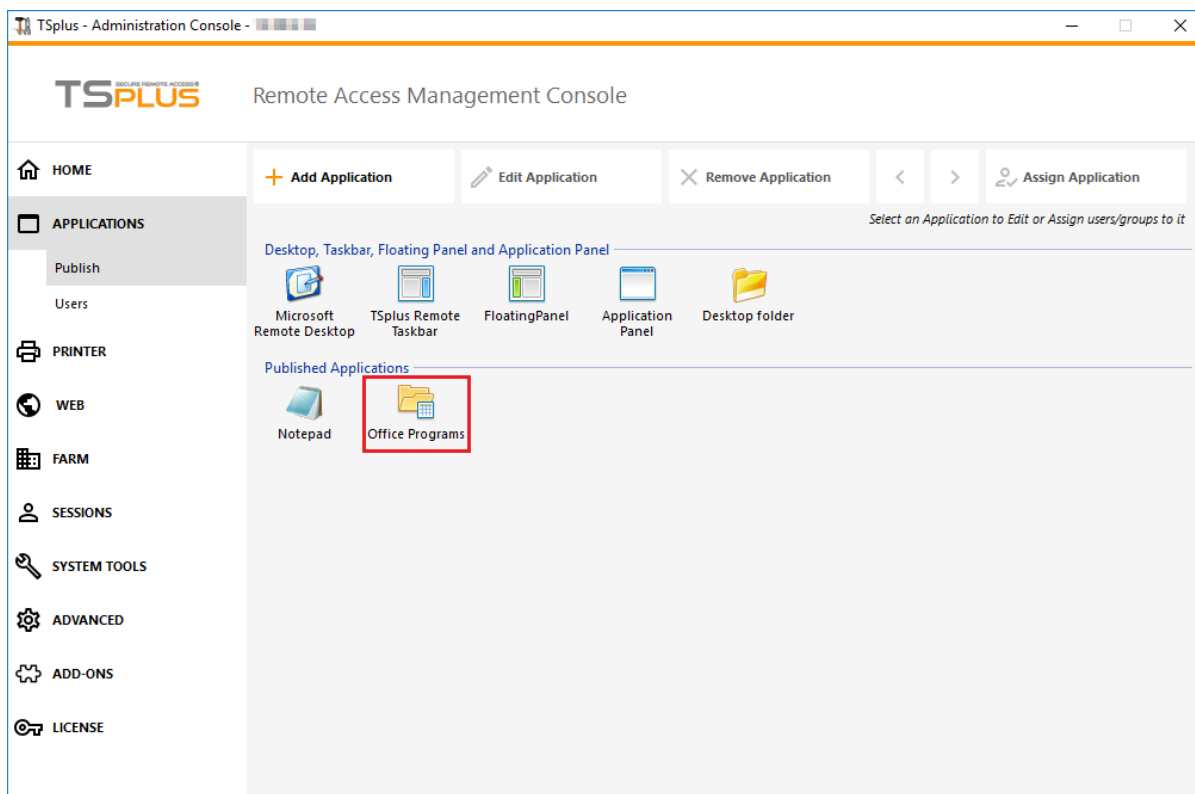 TSplus - Administration Console -
TSPLUS SECURE REMOTE ACCESS®
Remote Access Management Console
HOME
APPLICATIONS
Publish
Users
PRINTER
WEB
FARM
SESSIONS
SYSTEM TOOLS
ADVANCED
ADD-ONS
LICENSE
Add Application
Edit Application
Remove Application
<
>
Assign Application
Select an Application to Edit or Assign users/groups to it
Desktop, Taskbar, Floating Panel and Application Panel
Microsoft
Remote Desktop
TSplus Remote
Taskbar
FloatingPanel
Application
Panel
Desktop folder
Published Applications
Notepad
Office Programs